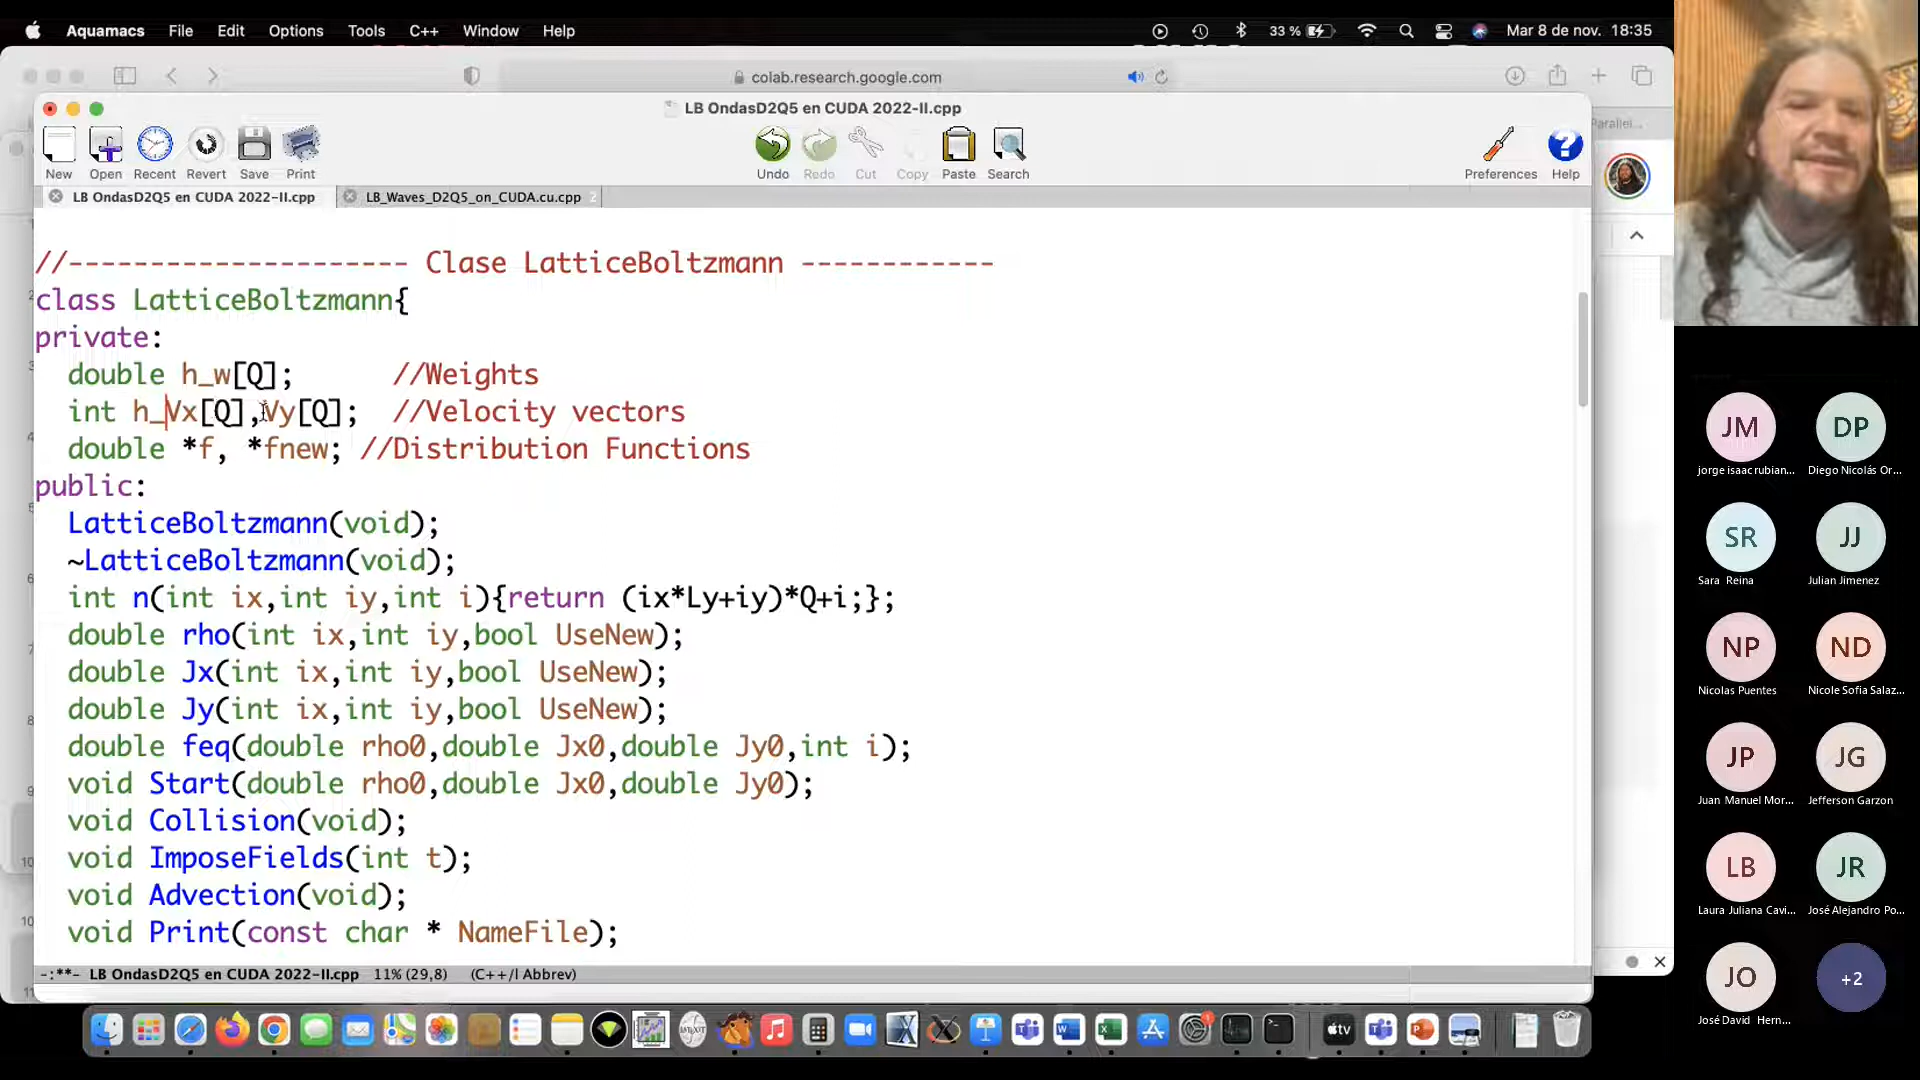 Aquamacs File Edit Options Tools C++ Window Help 33 % Mar 8 de nov. 18:35
colab.research.google.com
LB OndasD2Q5 en CUDA 2022-II.cpp
New Open Recent Revert Save Print Undo Redo Cut Copy Paste Search Preferences Help
LB OndasD2Q5 en CUDA 2022-II.cpp LB_Waves_D2Q5_on_CUDA.cu.cpp 2
//--------------------- Clase LatticeBoltzmann ------------
class LatticeBoltzmann{
private:
double h_w[Q]; //Weights
int h_Vx[Q],Vy[Q]; //Velocity vectors
double *f, *fnew; //Distribution Functions
public:
LatticeBoltzmann(void);
~LatticeBoltzmann(void);
int n(int ix,int iy,int i){return (ix*Ly+iy)*Q+i;};
double rho(int ix,int iy,bool UseNew);
double Jx(int ix,int iy,bool UseNew);
double Jy(int ix,int iy,bool UseNew);
double feq(double rho0,double Jx0,double Jy0,int i);
void Start(double rho0,double Jx0,double Jy0);
void Collision(void);
void ImposeFields(int t);
void Advection(void);
void Print(const char * NameFile);
-:**- LB OndasD2Q5 en CUDA 2022-II.cpp 11% (29,8) (C++/l Abbrev)
tv
JM DP
jorge isaac rubian... Diego Nicolás Or...
SR JJ
Sara Reina Julian Jimenez
NP ND
Nicolas Puentes Nicole Sofia Salaz...
JP JG
Juan Manuel Mor... Jefferson Garzon
LB JR
Laura Juliana Cavi... José Alejandro Po...
JO +2
José David Hern...